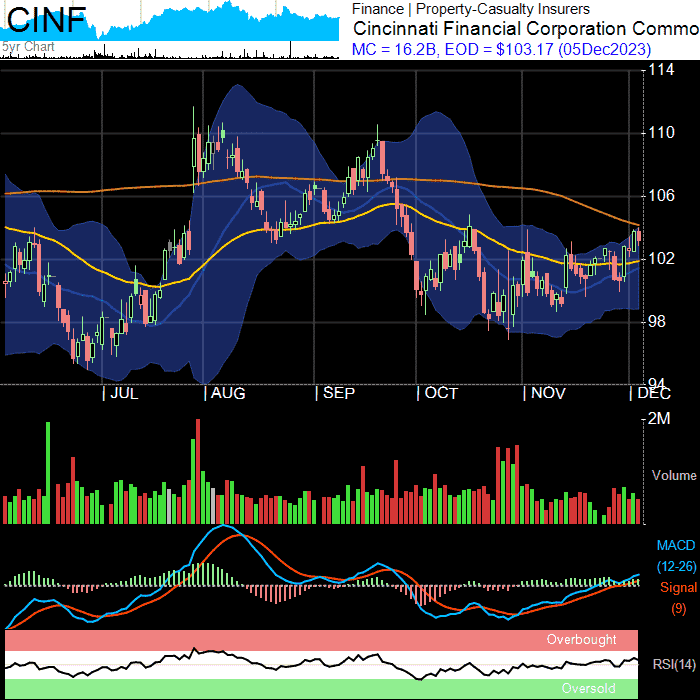 CINF
5yr Chart
Finance | Property-Casualty Insurers
Cincinnati Financial Corporation Commo
MC = 16.2B, EOD = $103.17 (05Dec2023)
114
110
106
102
98
94
JUL AUG SEP OCT NOV DEC
2M
Volume
MACD
(12-26)
Signal
(9)
Overbought
RSI(14)
Oversold